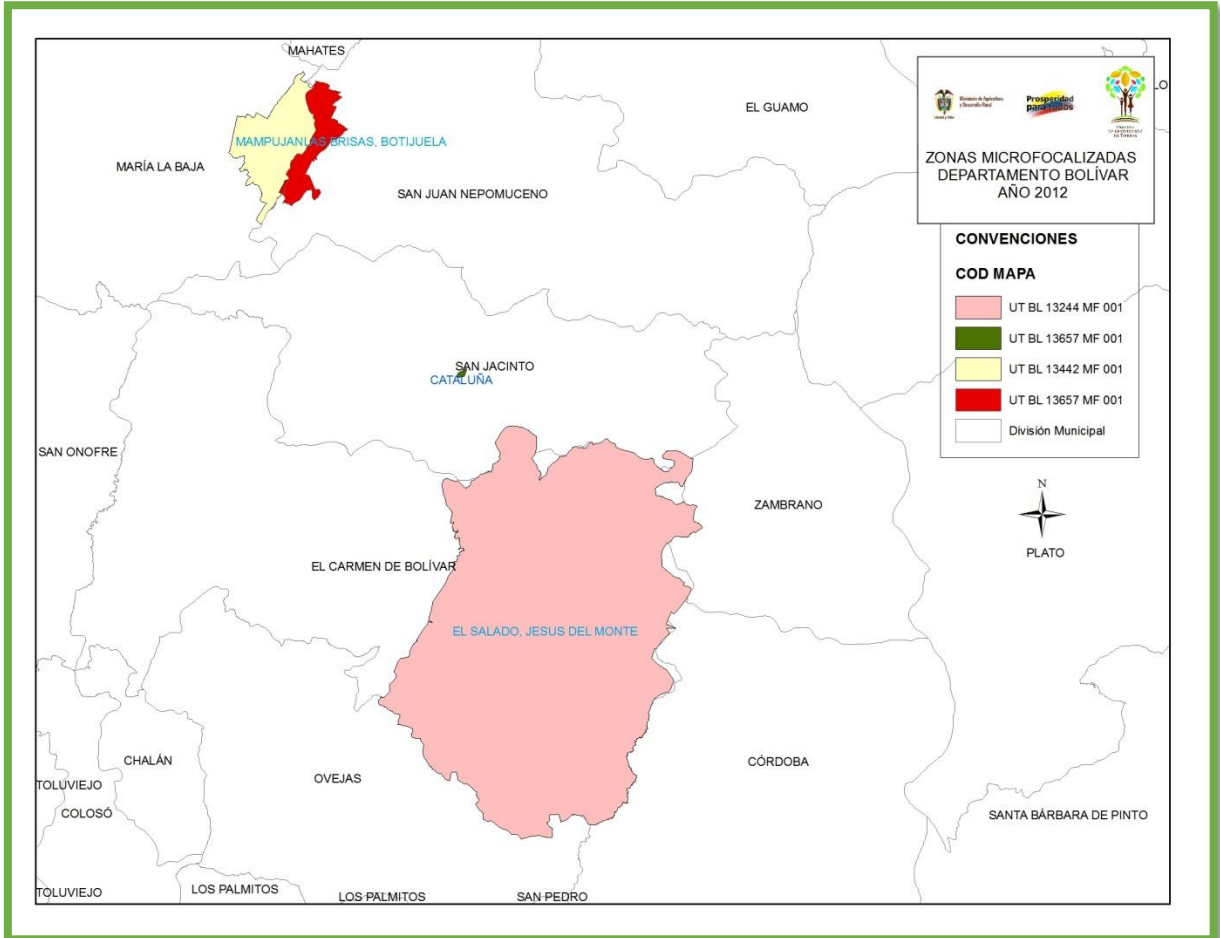 MAHATES
EL GUAMO
MAMPUJANLAS BRISAS, BOTIJUELA
MARÍA LA BAJA
SAN JUAN NEPOMUCENO
LO
Prosperidad
para todos
ZONAS MICROFOCALIZADAS
DEPARTAMENTO BOLÍVAR
AÑO 2012
CONVENCIONES
COD MAPA
UT BL 13244 MF 001
UT BL 13657 MF 001
UT BL 13442 MF 001
UT BL 13657 MF 001
División Municipal
SAN JACINTO
CATALUÑA
SAN ONOFRE
N
ZAMBRANO
PLATO
EL CARMEN DE BOLÍVAR
EL SALADO, JESUS DEL MONTE
CHALÁN
OVEJAS
CÓRDOBA
TOLUVIEJO
COLOSÓ
SANTA BÁRBARA DE PINTO
TOLUVIEJO
LOS PALMITOS
LOS PALMITOS
SAN PEDRO